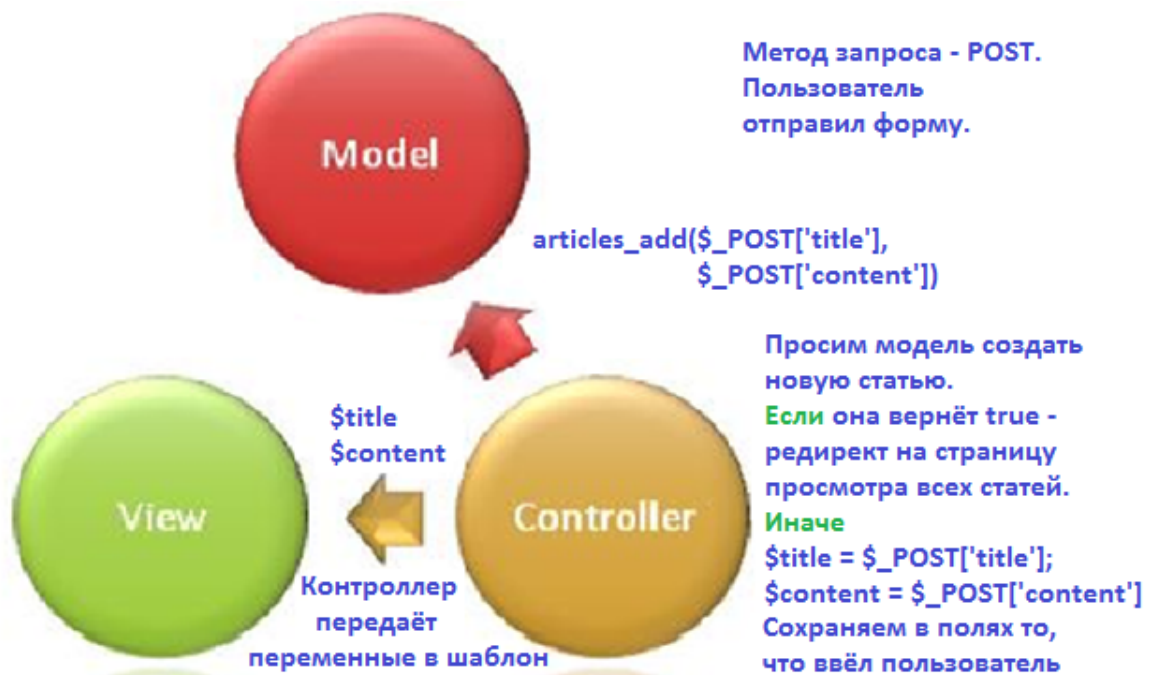 Метод запроса - POST.
Пользователь
отправил форму.
Model
articles_add($_POST['title'],
$_POST['content'])
Просим модель создать
новую статью.
Если она вернёт true -
редирект на страницу
просмотра всех статей.
Иначе
$title = $_POST['title'];
$content = $_POST['content']
Сохраняем в полях то,
что ввёл пользователь
$title
$content
View
Controller
Контроллер
передаёт
переменные в шаблон